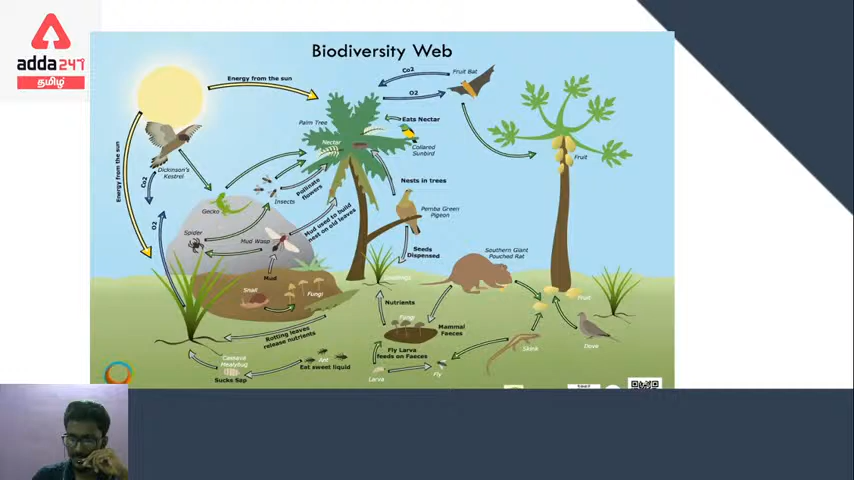 adda247
தமிழ்
Biodiversity Web
Energy from the sun
Co2
O2
Fruit Bat
Palm Tree
Nectar
Eats Nectar
Collared
Sunbird
Fruit
Dickinson's
Kestrel
Energy from the sun
Co2
O2
Gecko
Insects
Pollinate
flowers
Nests in trees
Pemba Green
Pigeon
Mud used to build
nest on old leaves
Spider
Mud Wasp
Mud
Seeds
Dispensed
Southern Giant
Pouched Rat
Snail
Fungi
Seedlings
Nutrients
Fruit
Rotting leaves
release nutrients
Fungi
Mammal
Faeces
Fly Larva
feeds on Faeces
Skink
Dove
Cassava
Mealybug
Sucks Sap
Ant
Eat sweet liquid
Larva
Fly